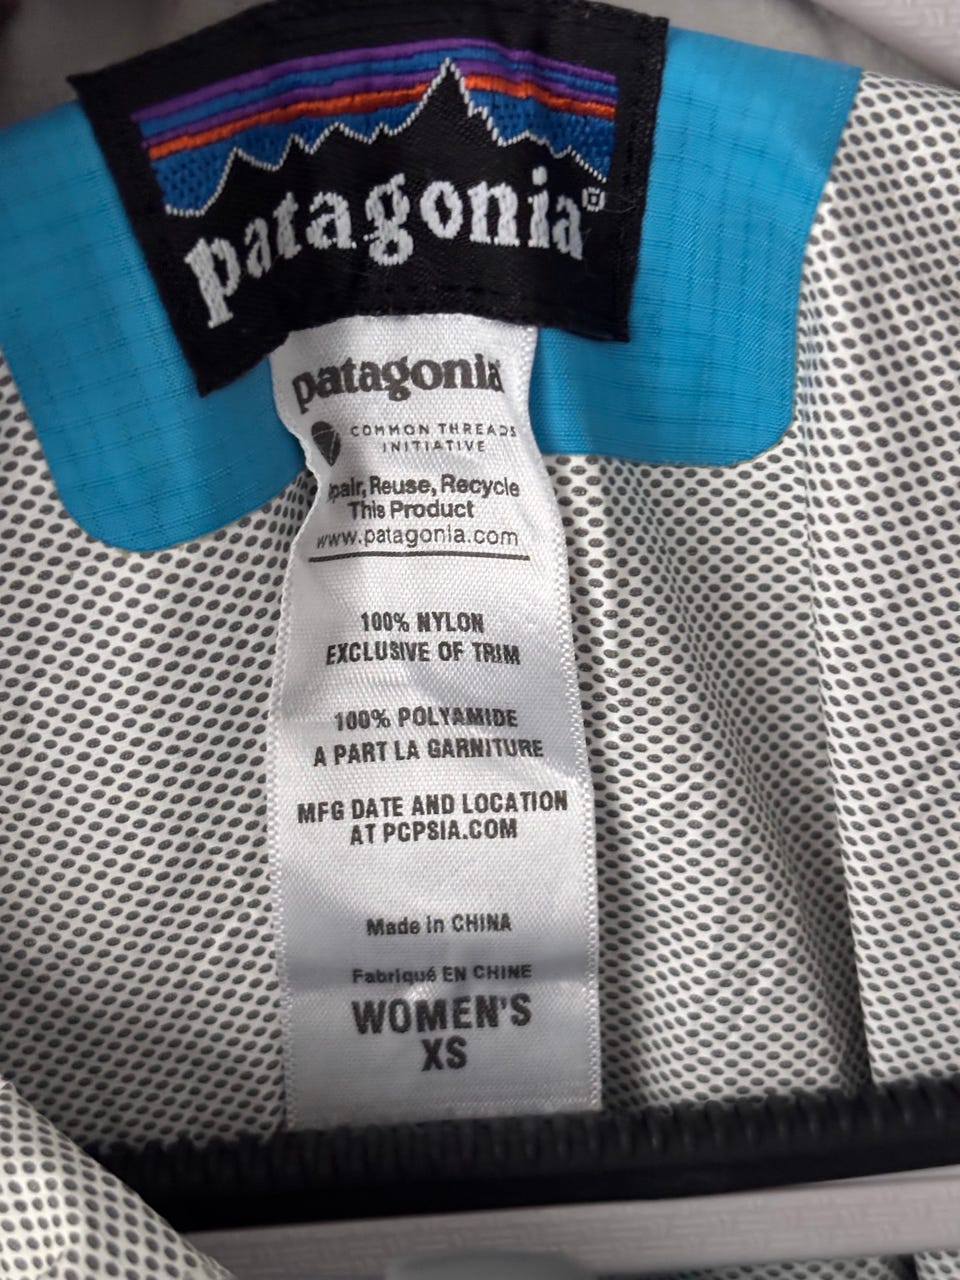 patagonia®
patagonia®
COMMON THREADS
INITIATIVE
Reuse, Recycle
This Product
www.patagonia.com
100% NYLON
EXCLUSIVE OF TRIM
100% POLYAMIDE
A PART LA GARNITURE
MFG DATE AND LOCATION
AT PCPSIA.COM
Made in CHINA
Fabriqué EN CHINE
WOMEN'S
XS